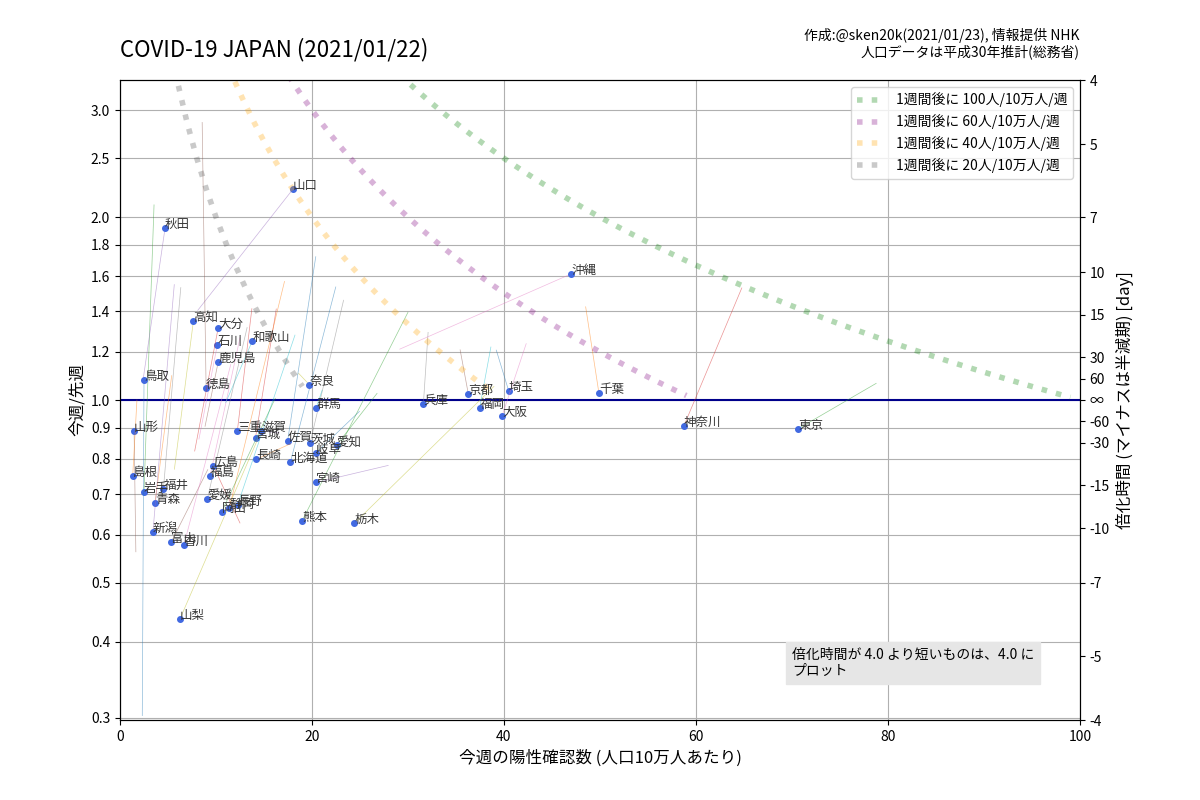 COVID-19 JAPAN (2021/01/22)
作成:@sken20k(2021/01/23), 情報提供 NHK
人口データは平成30年推計(総務省)
1週間後に 100人/10万人/週
1週間後に 60人/10万人/週
1週間後に 40人/10万人/週
1週間後に 20人/10万人/週
今週/先週
3.0
2.5
2.0
1.8
1.6
1.4
1.2
1.0
0.9
0.8
0.7
0.6
0.5
0.4
0.3
4
5
7
10
15
30
60
∞
-60
-30
-15
-10
-7
-5
-4
倍化時間 (マイナスは半減期) [day]
山口
秋田
沖縄
高知
大分
石川
和歌山
鹿児島
鳥取
徳島
奈良
京都
埼玉
千葉
兵庫
福岡
群馬
大阪
神奈川
東京
山形
三重
滋賀
宮城
佐賀
茨城
愛知
岐阜
長崎
北海道
広島
福島
島根
宮崎
岩手
福井
青森
愛媛
長野
岡山
熊本
栃木
新潟
富山
香川
山梨
倍化時間が 4.0 より短いものは、4.0 に
プロット
0 20 40 60 80 100
今週の陽性確認数 (人口10万人あたり)